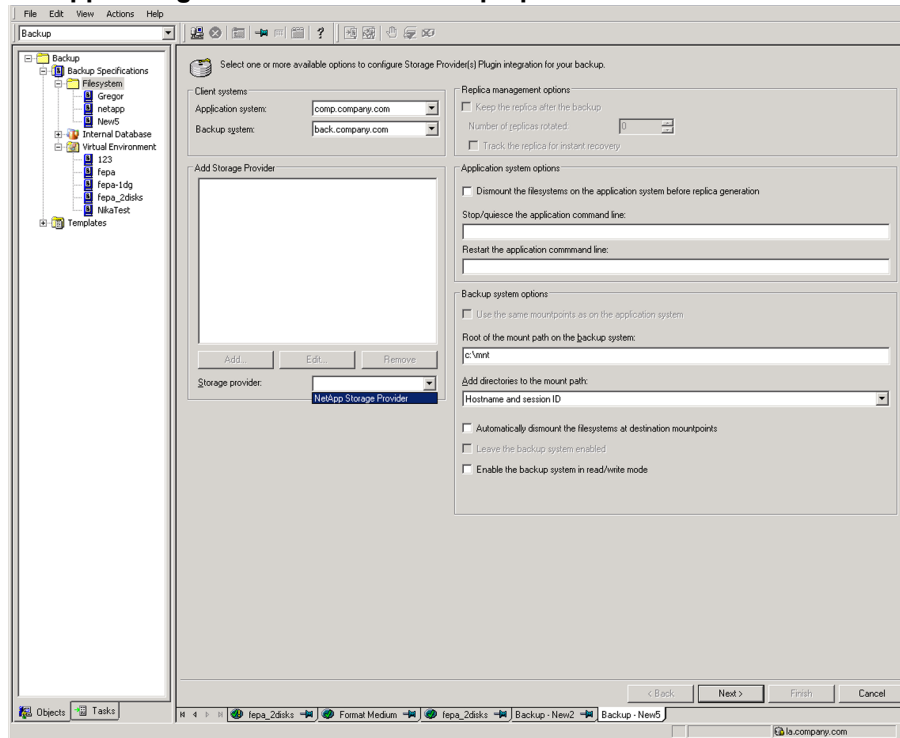 File Edit View Actions Help
Backup
Backup
Backup Specifications
Filesystem
Gregor
netapp
New5
Internal Database
Virtual Environment
123
fepa
fepa-1dg
fepa_2disks
NikaTest
Templates
Select one or more available options to configure Storage Provider(s) Plugin integration for your backup.
Client systems
Application system: comp.company.com
Backup system: back.company.com
Add Storage Provider
Add... Edit... Remove
Storage provider:
NetApp Storage Provider
Replica management options
Keep the replica after the backup
Number of replicas rotated: 0
Track the replica for instant recovery
Application system options
Dismount the filesystems on the application system before replica generation
Stop/quiesce the application command line:
Restart the application commmand line:
Backup system options
Use the same mountpoints as on the application system
Root of the mount path on the backup system:
c:\mnt
Add directories to the mount path:
Hostname and session ID
Automatically dismount the filesystems at destination mountpoints
Leave the backup system enabled
Enable the backup system in read/write mode
< Back Next > Finish Cancel
Objects Tasks
fepa_2disks Format Medium fepa_2disks Backup - New2 Backup - New5
la.company.com